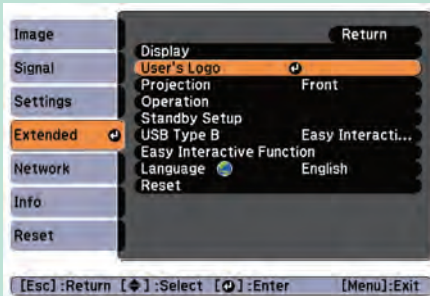 Image
Signal
Settings
Extended
Network
Info
Reset
Return
Display
User's Logo
Projection Front
Operation
Standby Setup
USB Type B Easy Interacti...
Easy Interactive Function
Language English
Reset
[Esc] :Return [◆] :Select [⏎] :Enter [Menu]:Exit